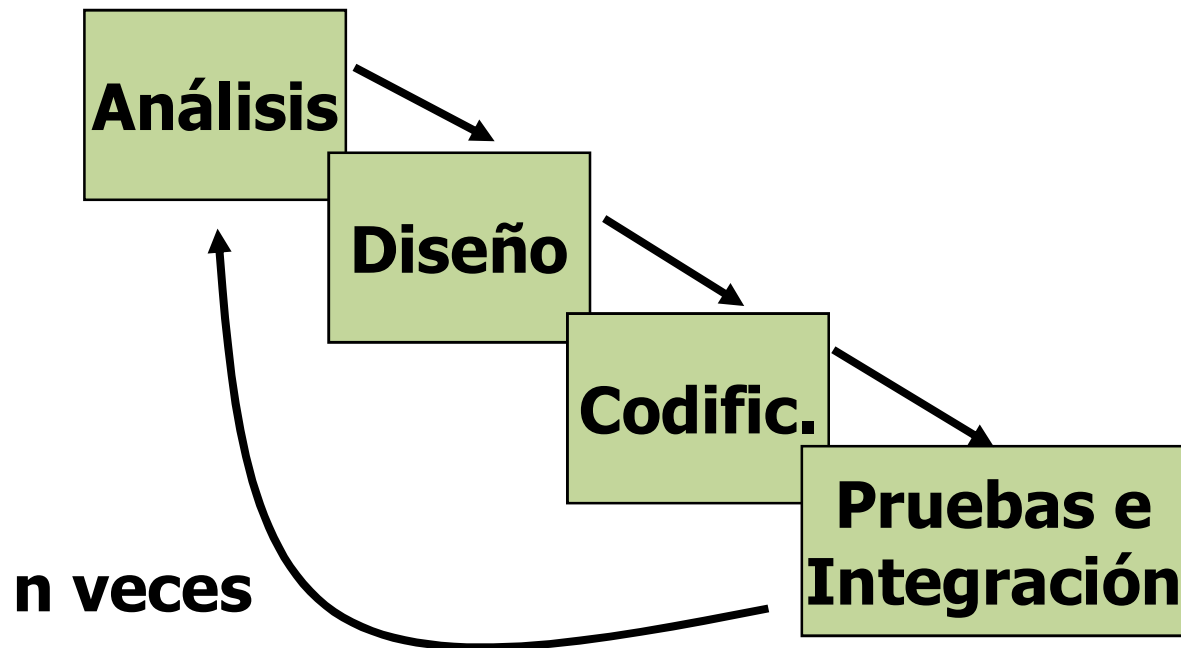 Análisis
Diseño
Codific.
Pruebas e
Integración
n veces